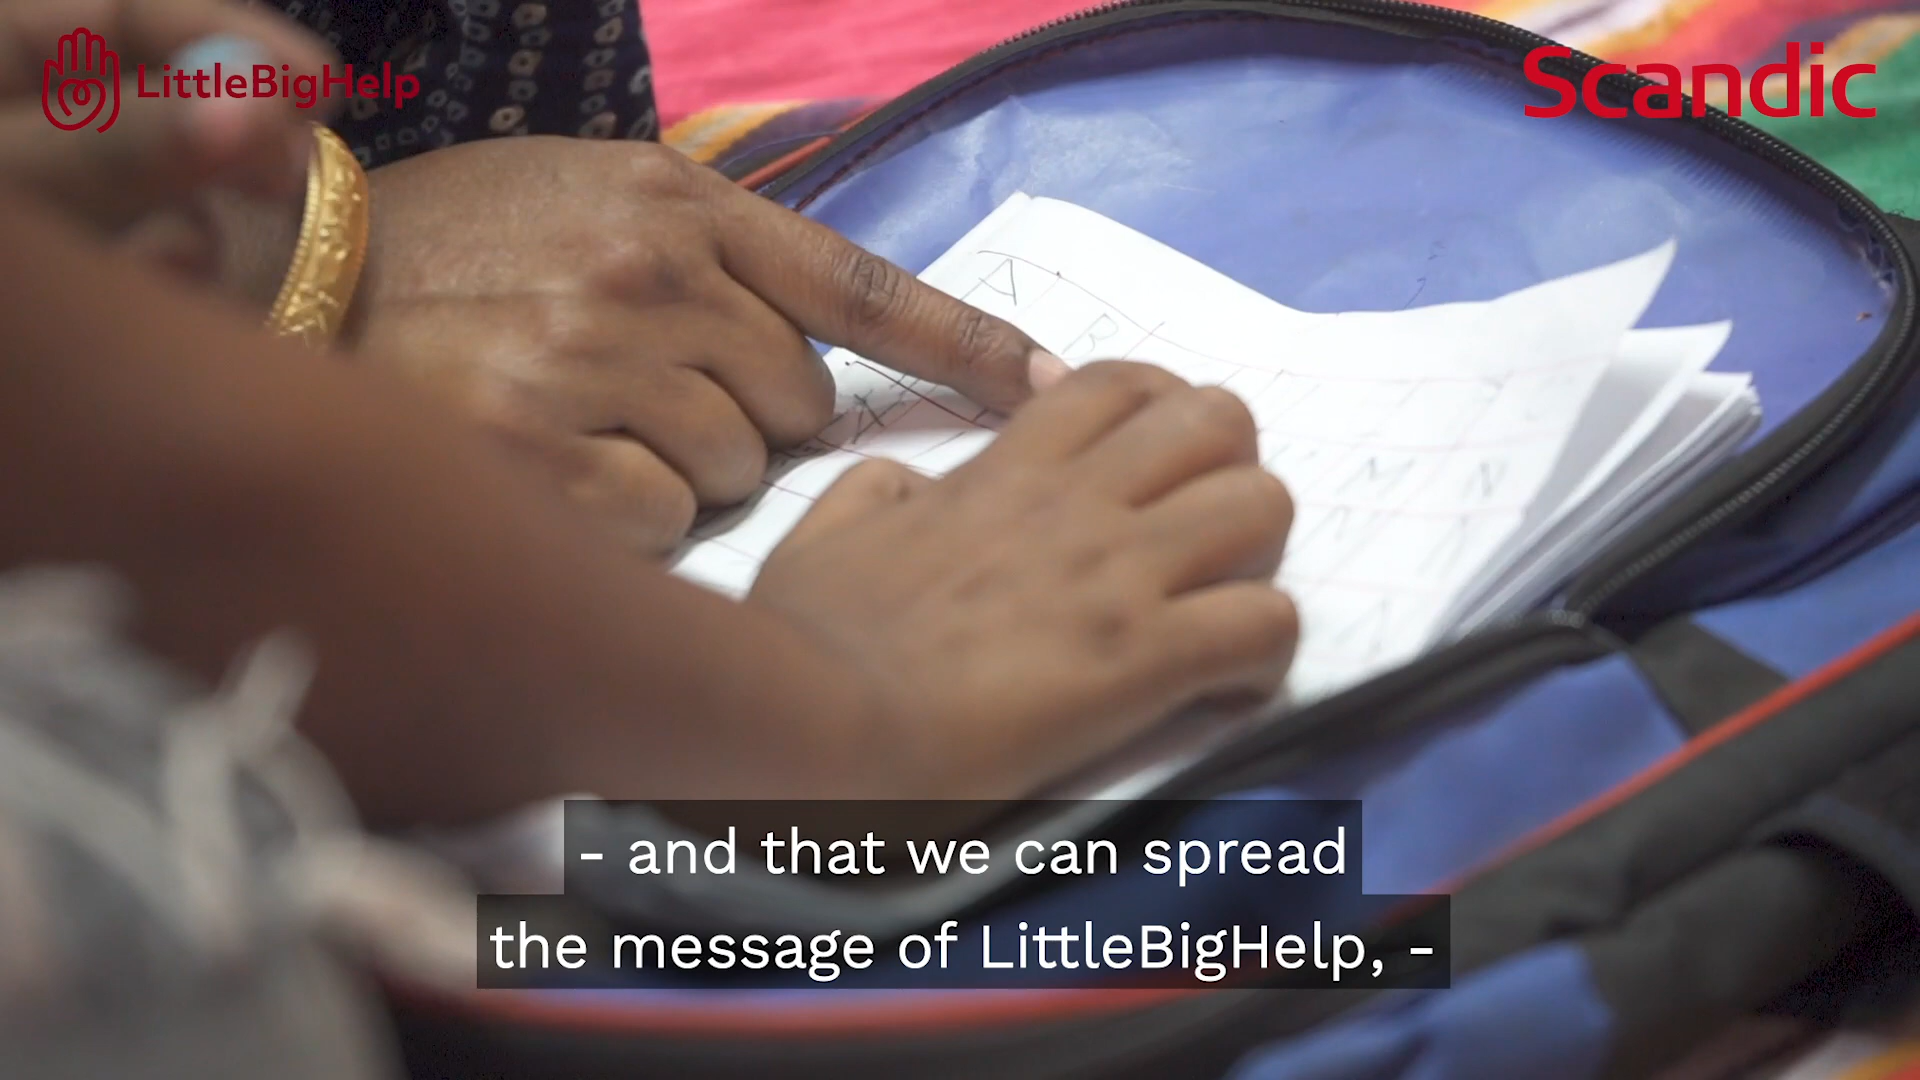 LittleBigHelp
Scandic
B
M N
- and that we can spread
the message of LittleBigHelp, -